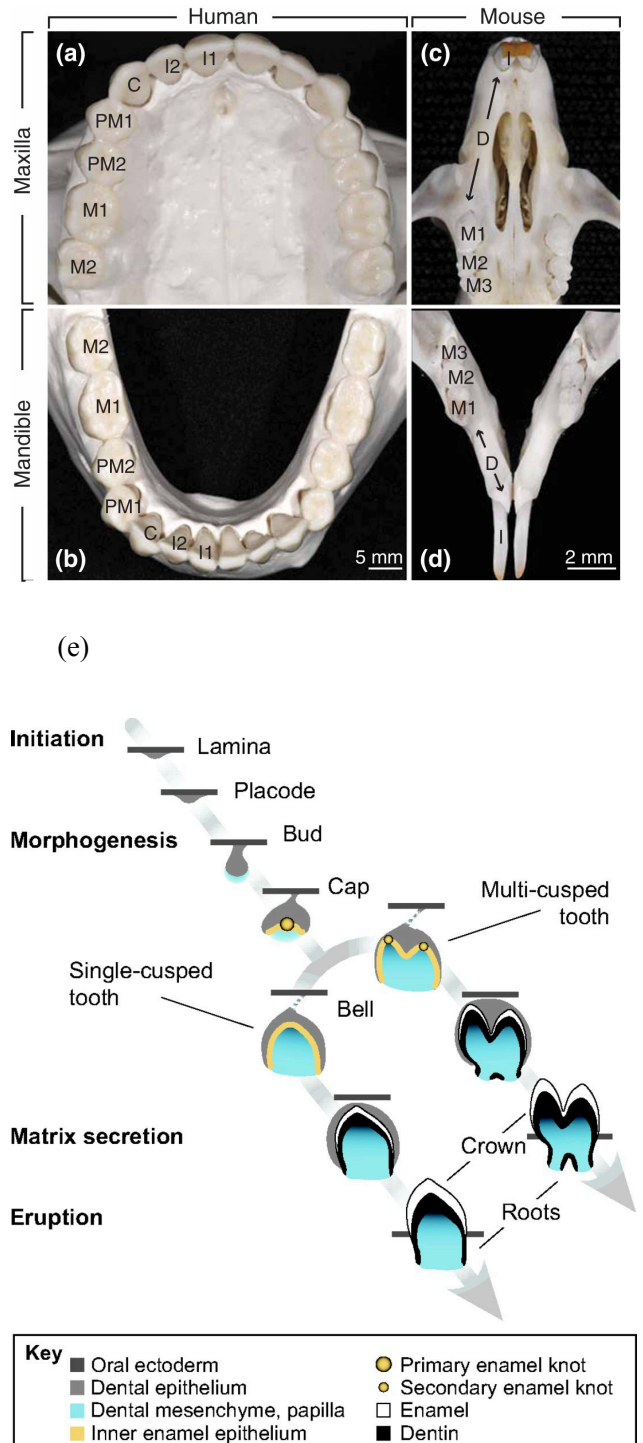 Human
Mouse
Maxilla
Mandible
(a)
I1
I2
C
PM1
PM2
M1
M2
(c)
I
D
M1
M2
M3
M2
M1
PM2
PM1
C
I2
I1
(b)
5 mm
M3
M2
M1
D
I
(d)
2 mm
(e)
Initiation
Lamina
Placode
Morphogenesis
Bud
Cap
Multi-cusped
tooth
Single-cusped
tooth
Bell
Matrix secretion
Crown
Eruption
Roots
Key
Oral ectoderm
Dental epithelium
Dental mesenchyme, papilla
Inner enamel epithelium
Primary enamel knot
Secondary enamel knot
Enamel
Dentin